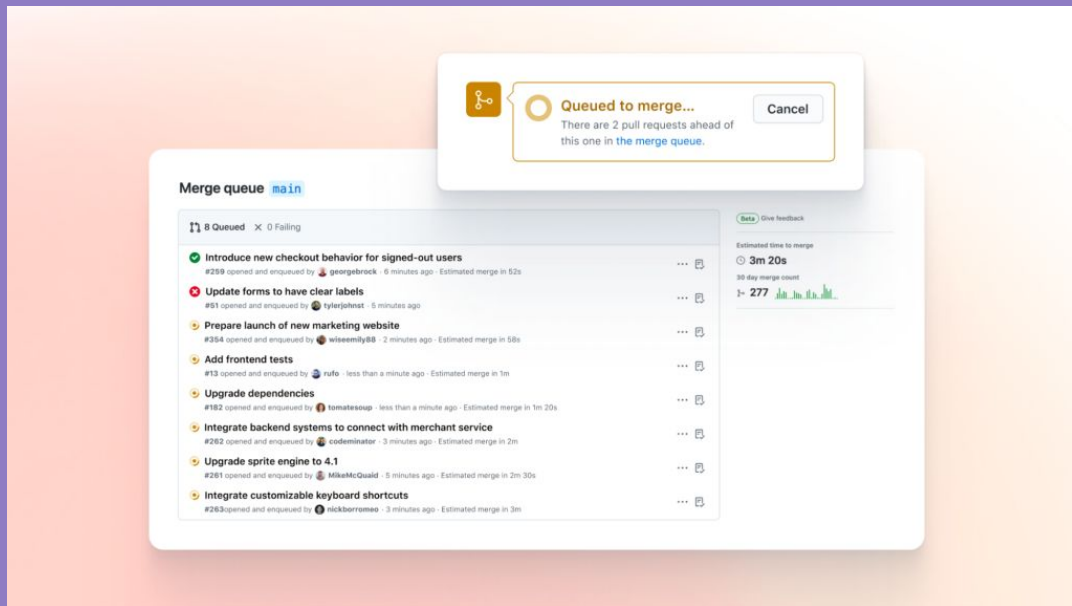 Queued to merge...
Cancel
There are 2 pull requests ahead of
this one in the merge queue.
Merge queue main
8 Queued 0 Failing
Introduce new checkout behavior for signed-out users
#259 opened and enqueued by georgebrock · 6 minutes ago · Estimated merge in 52s
Update forms to have clear labels
#51 opened and enqueued by tylerjohnst · 5 minutes ago
Prepare launch of new marketing website
#354 opened and enqueued by wiseemily88 · 2 minutes ago · Estimated merge in 58s
Add frontend tests
#13 opened and enqueued by rufo · less than a minute ago · Estimated merge in 1m
Upgrade dependencies
#182 opened and enqueued by tomatesoup · less than a minute ago · Estimated merge in 1m 20s
Integrate backend systems to connect with merchant service
#262 opened and enqueued by codeminator · 3 minutes ago · Estimated merge in 2m
Upgrade sprite engine to 4.1
#261 opened and enqueued by MikeMcQuaid · 5 minutes ago · Estimated merge in 2m 30s
Integrate customizable keyboard shortcuts
#263opened and enqueued by nickborromeo · 3 minutes ago · Estimated merge in 3m
Beta Give feedback
Estimated time to merge
3m 20s
30 day merge count
277